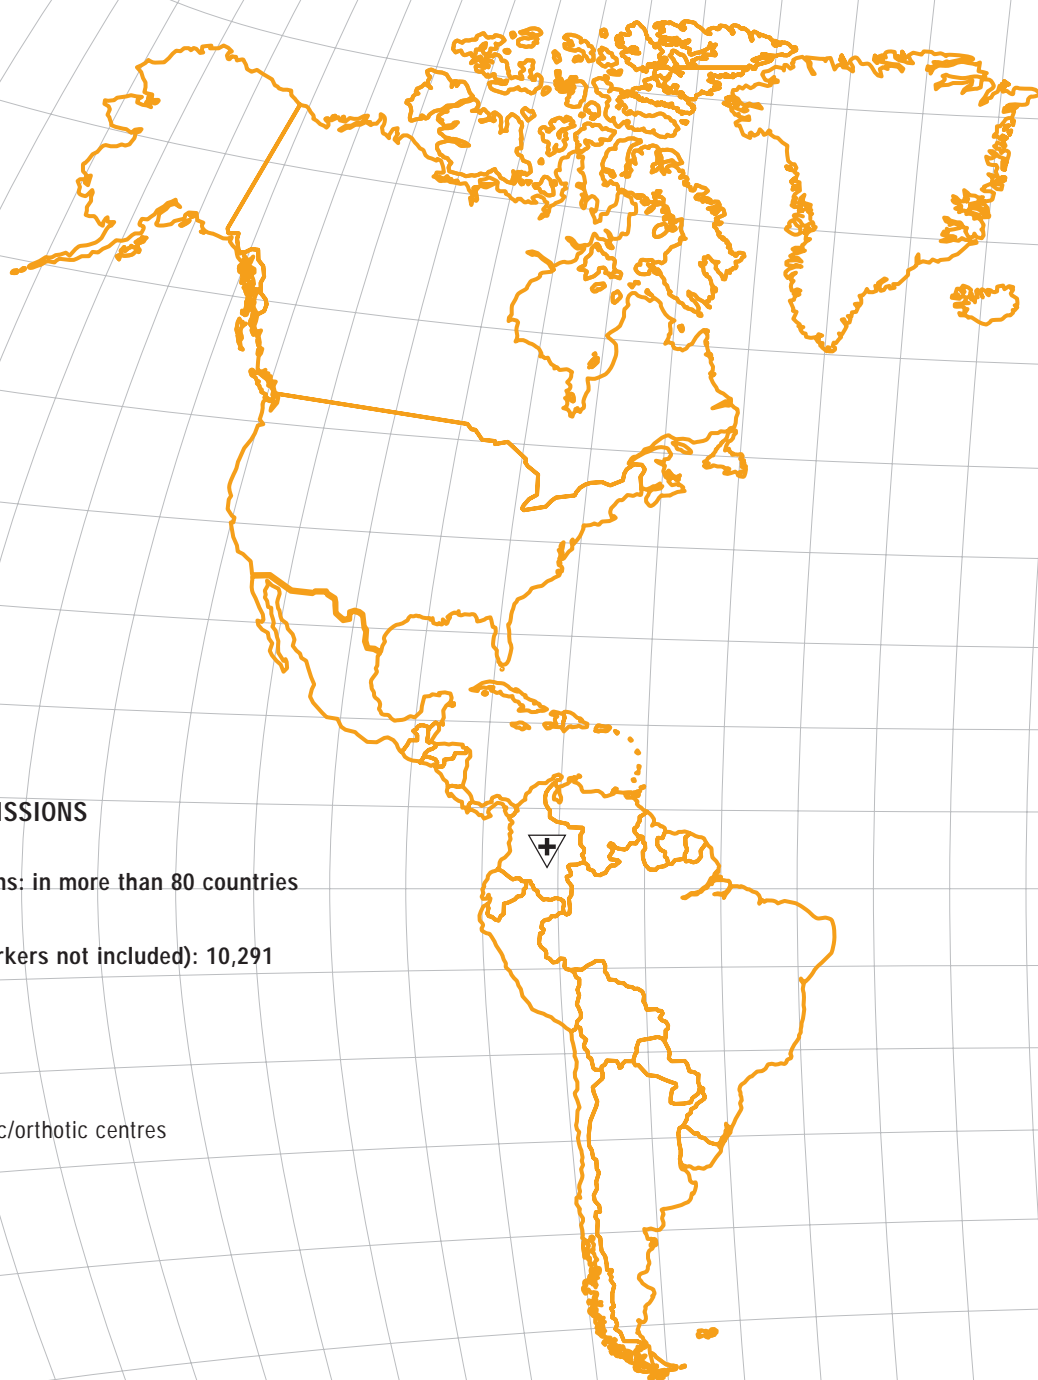 ISSIONS
ns: in more than 80 countries
rkers not included): 10,291
c/orthotic centres